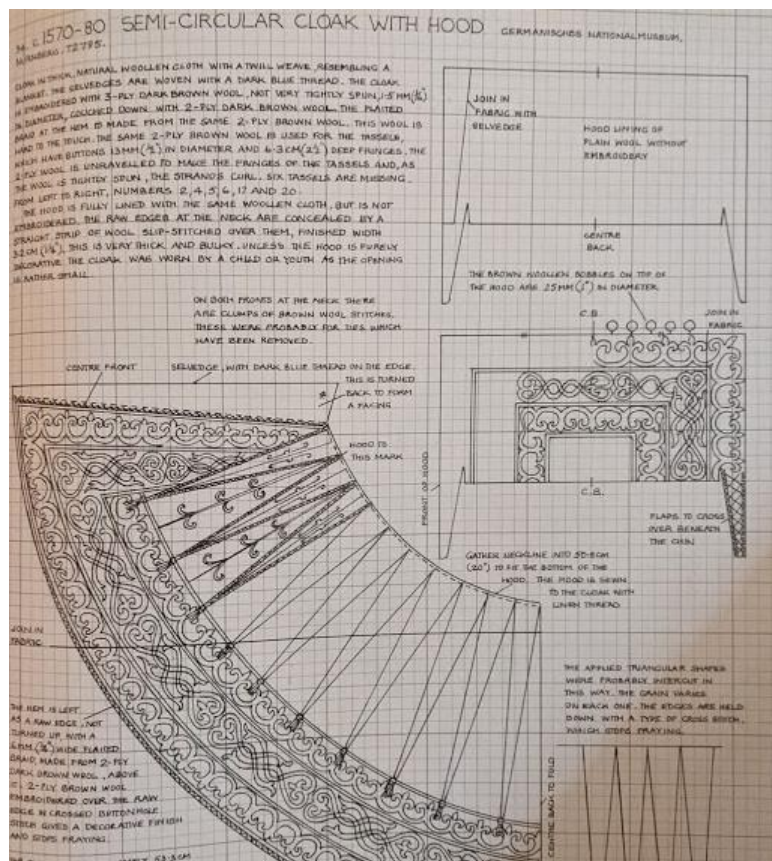 34. c.1570-80 SEMI-CIRCULAR CLOAK WITH HOOD GERMANISCHES NATIONALMUSEUM,
NÜRNBERG. T2795.
CLOAK IN THICK, NATURAL WOOLLEN CLOTH WITH A TWILL WEAVE, RESEMBLING A
BLANKET. THE SELVEDGES ARE WOVEN WITH A DARK BLUE THREAD. THE CLOAK
IS EMBROIDERED WITH 3-PLY DARK BROWN WOOL, NOT VERY TIGHTLY SPUN, 1·5MM
IN DIAMETER, COUCHED DOWN WITH 2-PLY DARK BROWN WOOL. THE PLAITED
BRAID AT THE HEM IS MADE FROM THE SAME 2-PLY BROWN WOOL. THIS WOOL IS
HARD TO THE TOUCH. THE SAME 2-PLY BROWN WOOL IS USED FOR THE TASSELS,
WHICH HAVE BUTTONS 13MM (½") IN DIAMETER AND 6·3CM (2½") DEEP FRINGES. THE
2-PLY WOOL IS UNRAVELLED TO MAKE THE FRINGES OF THE TASSELS AND, AS
THE WOOL IS TIGHTLY SPUN, THE STRANDS CURL. SIX TASSELS ARE MISSING.
FROM LEFT TO RIGHT, NUMBERS 2, 4, 5, 6, 17 AND 20.
THE HOOD IS FULLY LINED WITH THE SAME WOOLLEN CLOTH, BUT IS NOT
EMBROIDERED. THE RAW EDGES AT THE NECK ARE CONCEALED BY A
STRAIGHT STRIP OF WOOL SLIP-STITCHED OVER THEM, FINISHED WIDTH
3·2CM (1¼"). THIS IS VERY THICK AND BULKY. UNLESS THE HOOD IS PURELY
DECORATIVE THE CLOAK WAS WORN BY A CHILD OR YOUTH AS THE OPENING
IS RATHER SMALL.
JOIN IN
FABRIC WITH
SELVEDGE
HOOD LINING OF
PLAIN WOOL WITHOUT
EMBROIDERY
CENTRE
BACK
THE BROWN WOOLLEN BOBBLES ON TOP OF
THE HOOD ARE 25MM (1") IN DIAMETER
C.B.
JOIN IN
FABRIC
ON BOTH FRONTS AT THE NECK THERE
ARE CLUMPS OF BROWN WOOL STITCHES.
THESE WERE PROBABLY FOR TIES WHICH
HAVE BEEN REMOVED.
CENTRE FRONT
SELVEDGE, WITH DARK BLUE THREAD ON THE EDGE.
THIS IS TURNED
BACK TO FORM
A FACING
HOOD
THIS MARK
FRONT OF HOOD
C.B.
FLAPS TO CROSS
OVER BENEATH
THE CHIN
GATHER NECKLINE INTO 50·8CM
(20") TO FIT THE BOTTOM OF THE
HOOD. THE HOOD IS SEWN
TO THE CLOAK WITH
LINEN THREAD
JOIN IN
FABRIC
THE HEM IS LEFT
AS A RAW EDGE, NOT
TURNED UP, WITH A
WIDE PLAITED
BRAID, MADE FROM 2-PLY
DARK BROWN WOOL, ABOVE
IT. 2-PLY BROWN WOOL
EMBROIDERED OVER THE RAW
EDGE IN CROSSED BUTTONHOLE
STITCH GIVES A DECORATIVE FINISH
AND STOPS FRAYING.
THE APPLIED TRIANGULAR SHAPES
WERE PROBABLY INTERCUT IN
THIS WAY. THE GRAIN VARIES
ON EACH ONE. THE EDGES ARE HELD
DOWN WITH A TYPE OF CROSS STITCH,
WHICH STOPS FRAYING.
CENTRE BACK TO FOLD